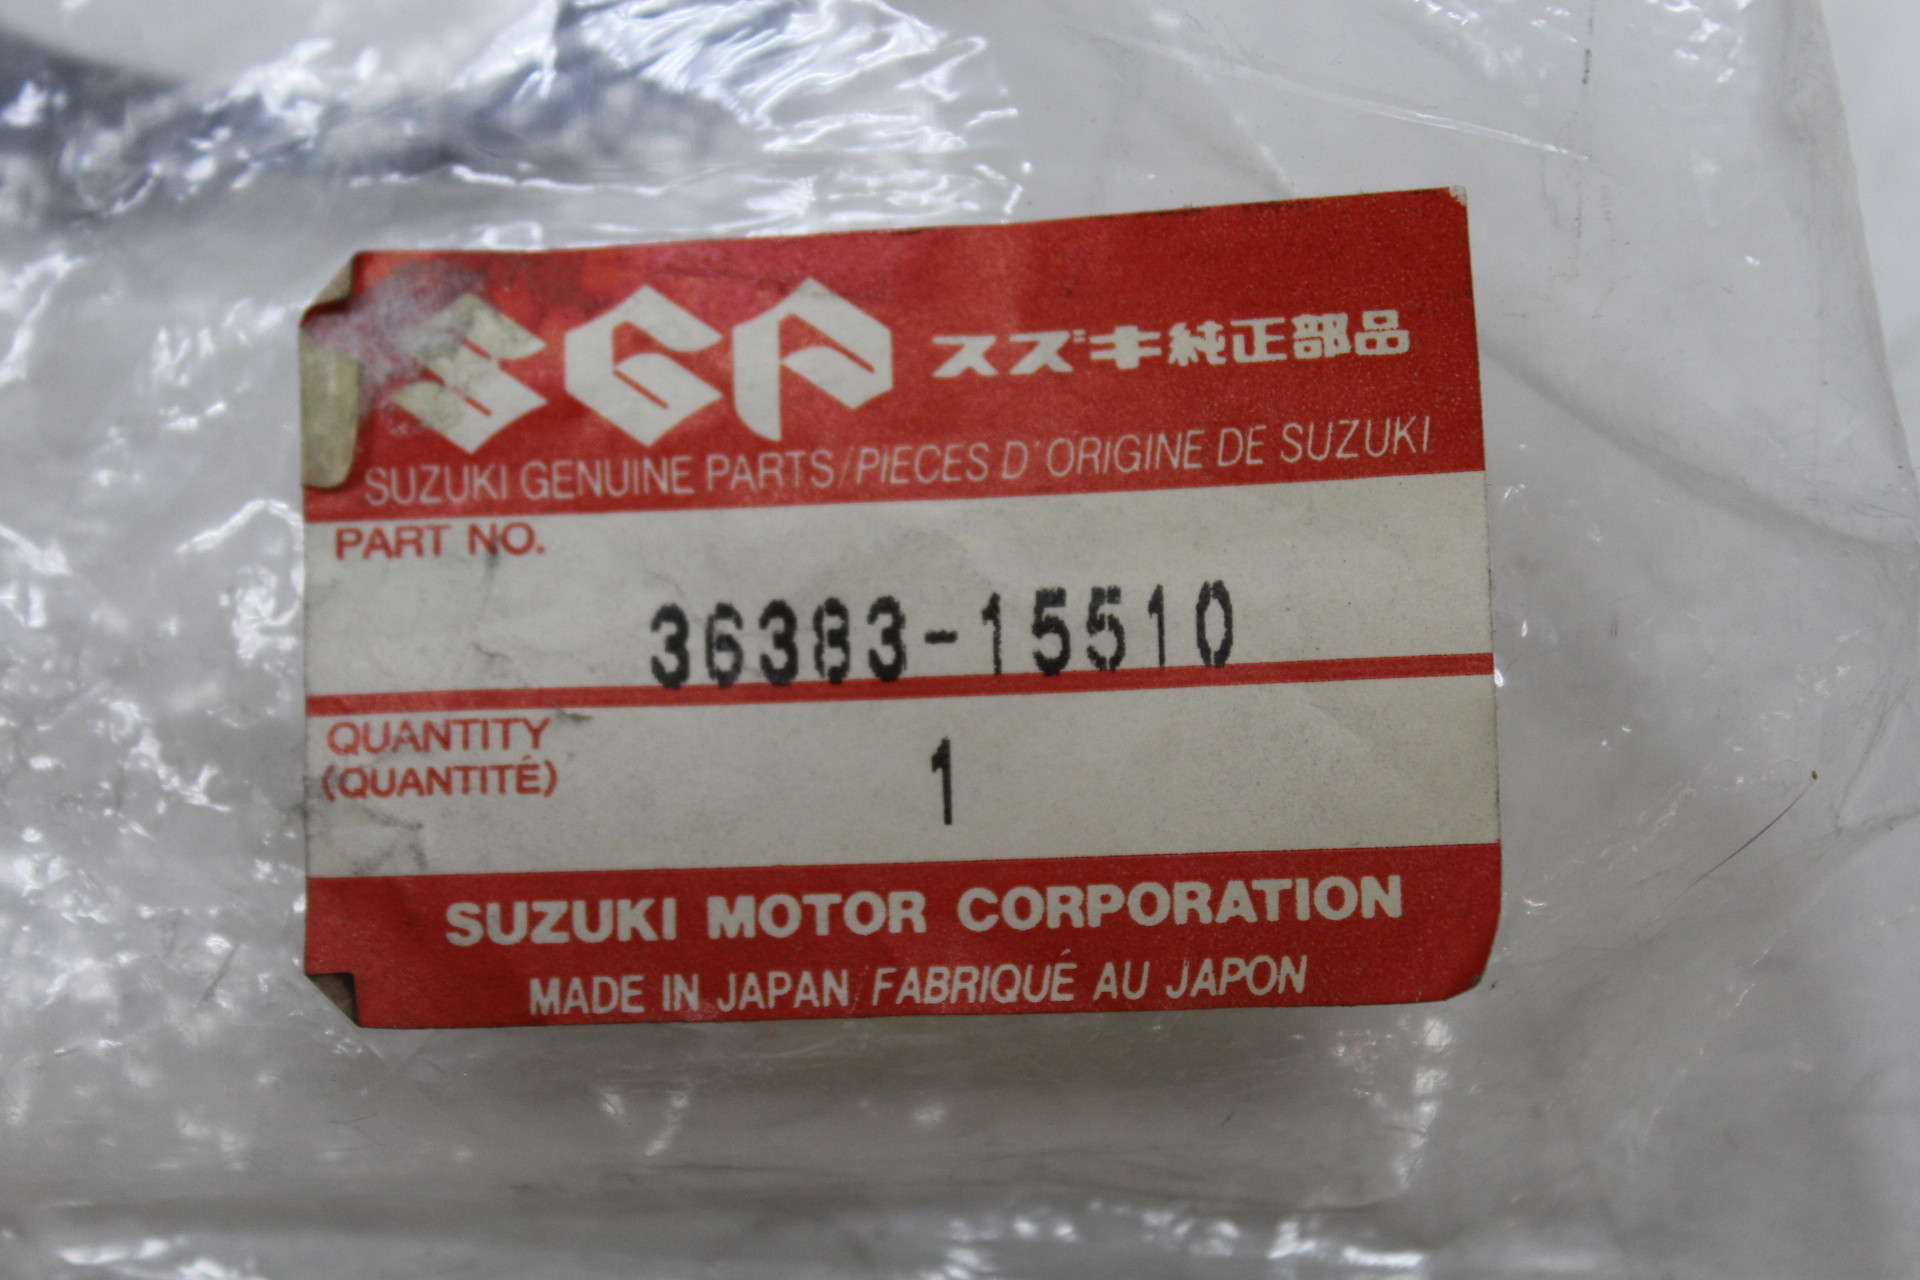 SGP スズキ純正部品
SUZUKI GENUINE PARTS/PIECES D'ORIGINE DE SUZUKI
PART NO.
36383-15510
QUANTITY
(QUANTITÉ)
1
SUZUKI MOTOR CORPORATION
MADE IN JAPAN/FABRIQUÉ AU JAPON